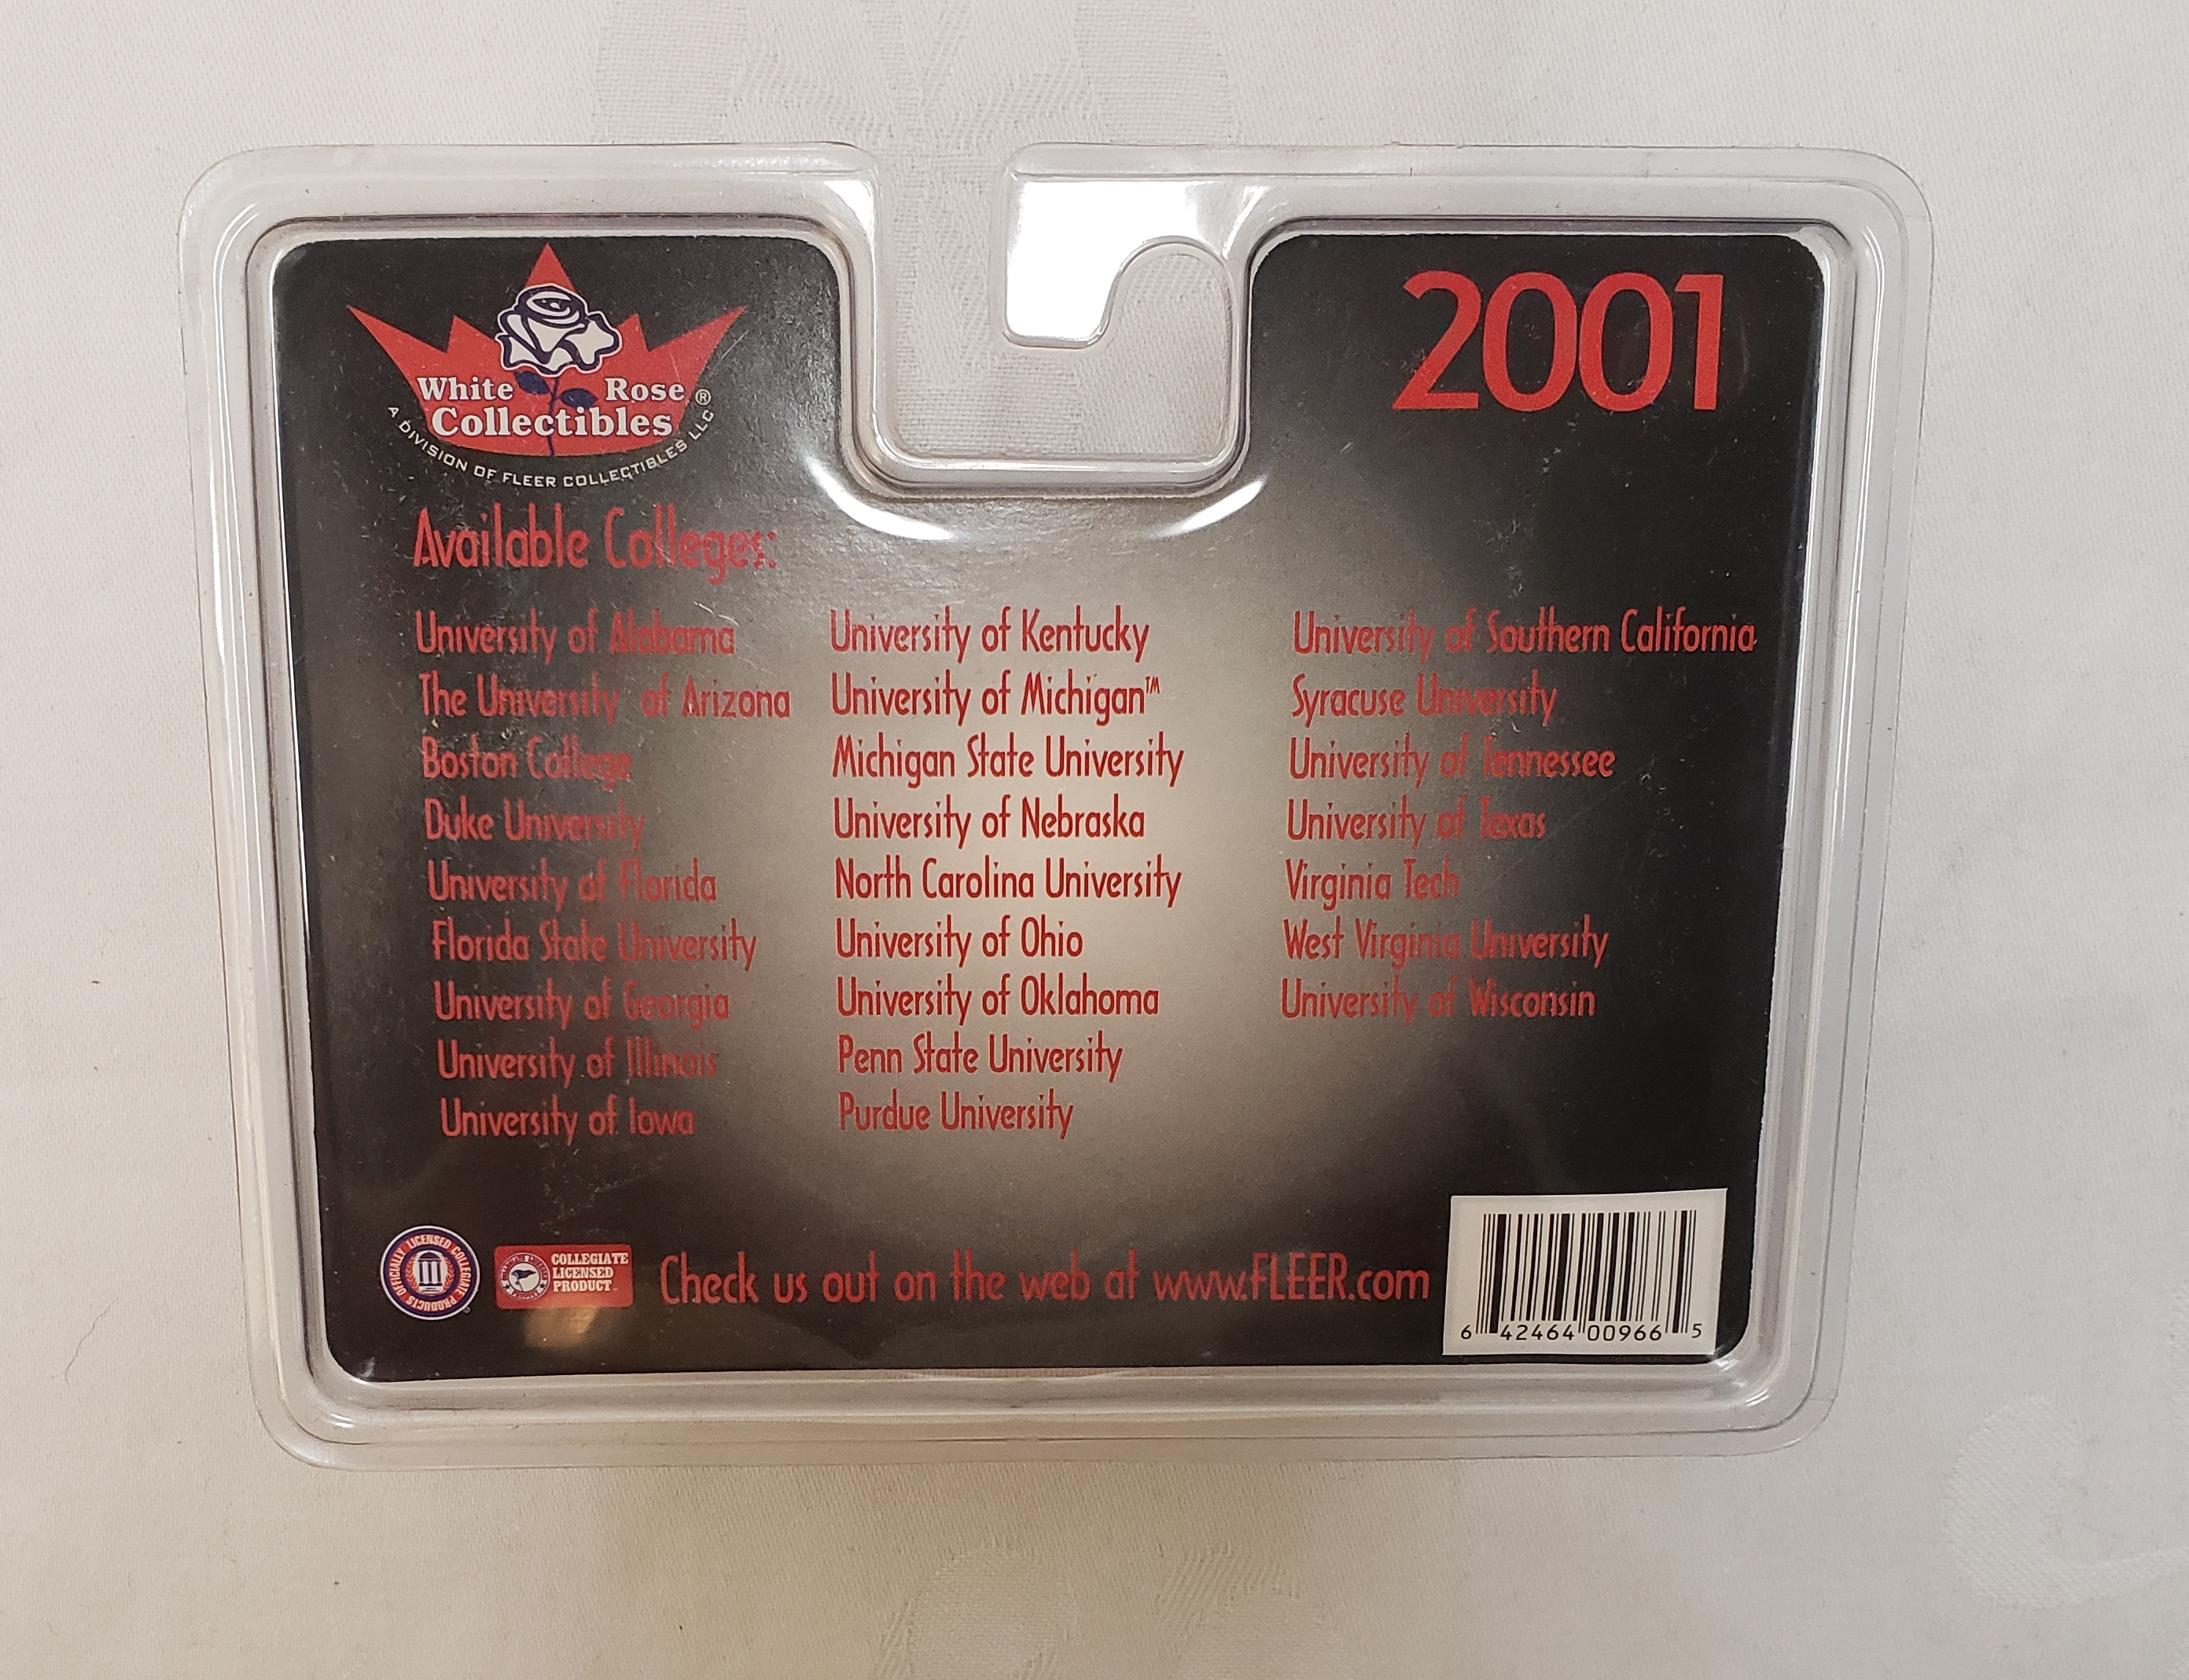 White Rose ®
Collectibles
A DIVISION OF FLEER COLLECTIBLES LLC
2001
Available Colleges:
University of Alabama
The University of Arizona
Boston College
Duke University
University of Florida
Florida State University
University of Georgia
University of Illinois
University of Iowa
University of Kentucky
University of Michigan™
Michigan State University
University of Nebraska
North Carolina University
University of Ohio
University of Oklahoma
Penn State University
Purdue University
University of Southern California
Syracuse University
University of Tennessee
University of Texas
Virginia Tech
West Virginia University
University of Wisconsin
OFFICIALLY LICENSED COLLEGIATE PRODUCTS
COLLEGIATE
LICENSED
PRODUCT
Check us out on the web at www.FLEER.com
6 42464 00966 5